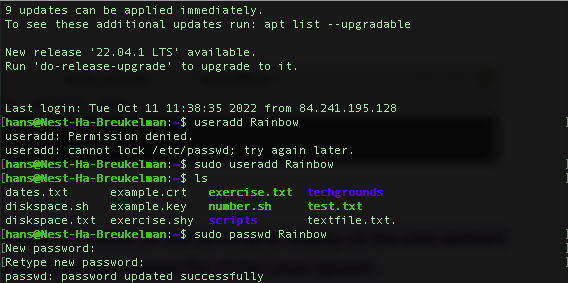 9 updates can be applied immediately.
To see these additional updates run: apt list --upgradable
New release '22.04.1 LTS' available.
Run 'do-release-upgrade' to upgrade to it.
Last login: Tue Oct 11 11:38:35 2022 from 84.241.195.128
[hans@Nest-Ha-Breukelman:~$ useradd Rainbow ]
useradd: Permission denied.
useradd: cannot lock /etc/passwd; try again later.
[hans@Nest-Ha-Breukelman:~$ sudo useradd Rainbow ]
[hans@Nest-Ha-Breukelman:~$ ls ]
dates.txt example.crt exercise.txt techgrounds
diskspace.sh example.key number.sh test.txt
diskspace.txt exercise.shy scripts textfile.txt.
[hans@Nest-Ha-Breukelman:~$ sudo passwd Rainbow ]
[New password: ]
[Retype new password: ]
passwd: password updated successfully